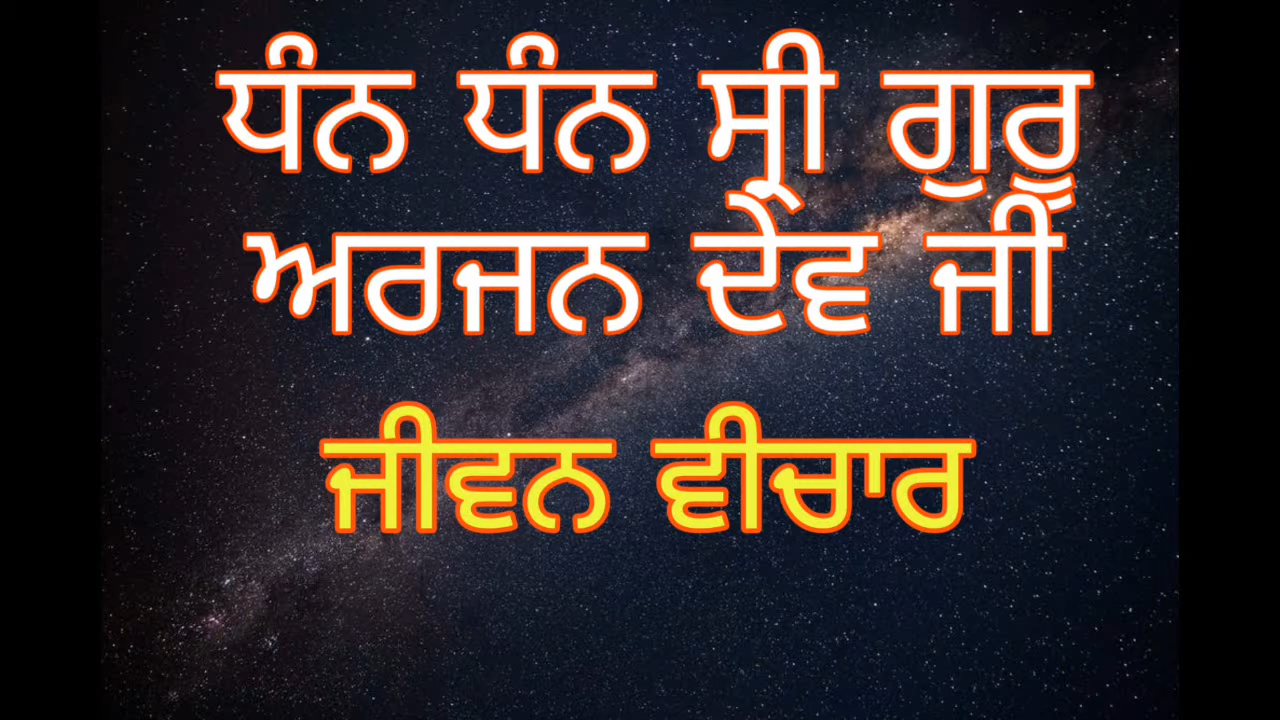 ਧੰਨ ਧੰਨ ਸ੍ਰੀ ਗੁਰੂ
ਅਰਜਨ ਦੇਵ ਜੀ
ਜੀਵਨ ਵੀਚਾਰ